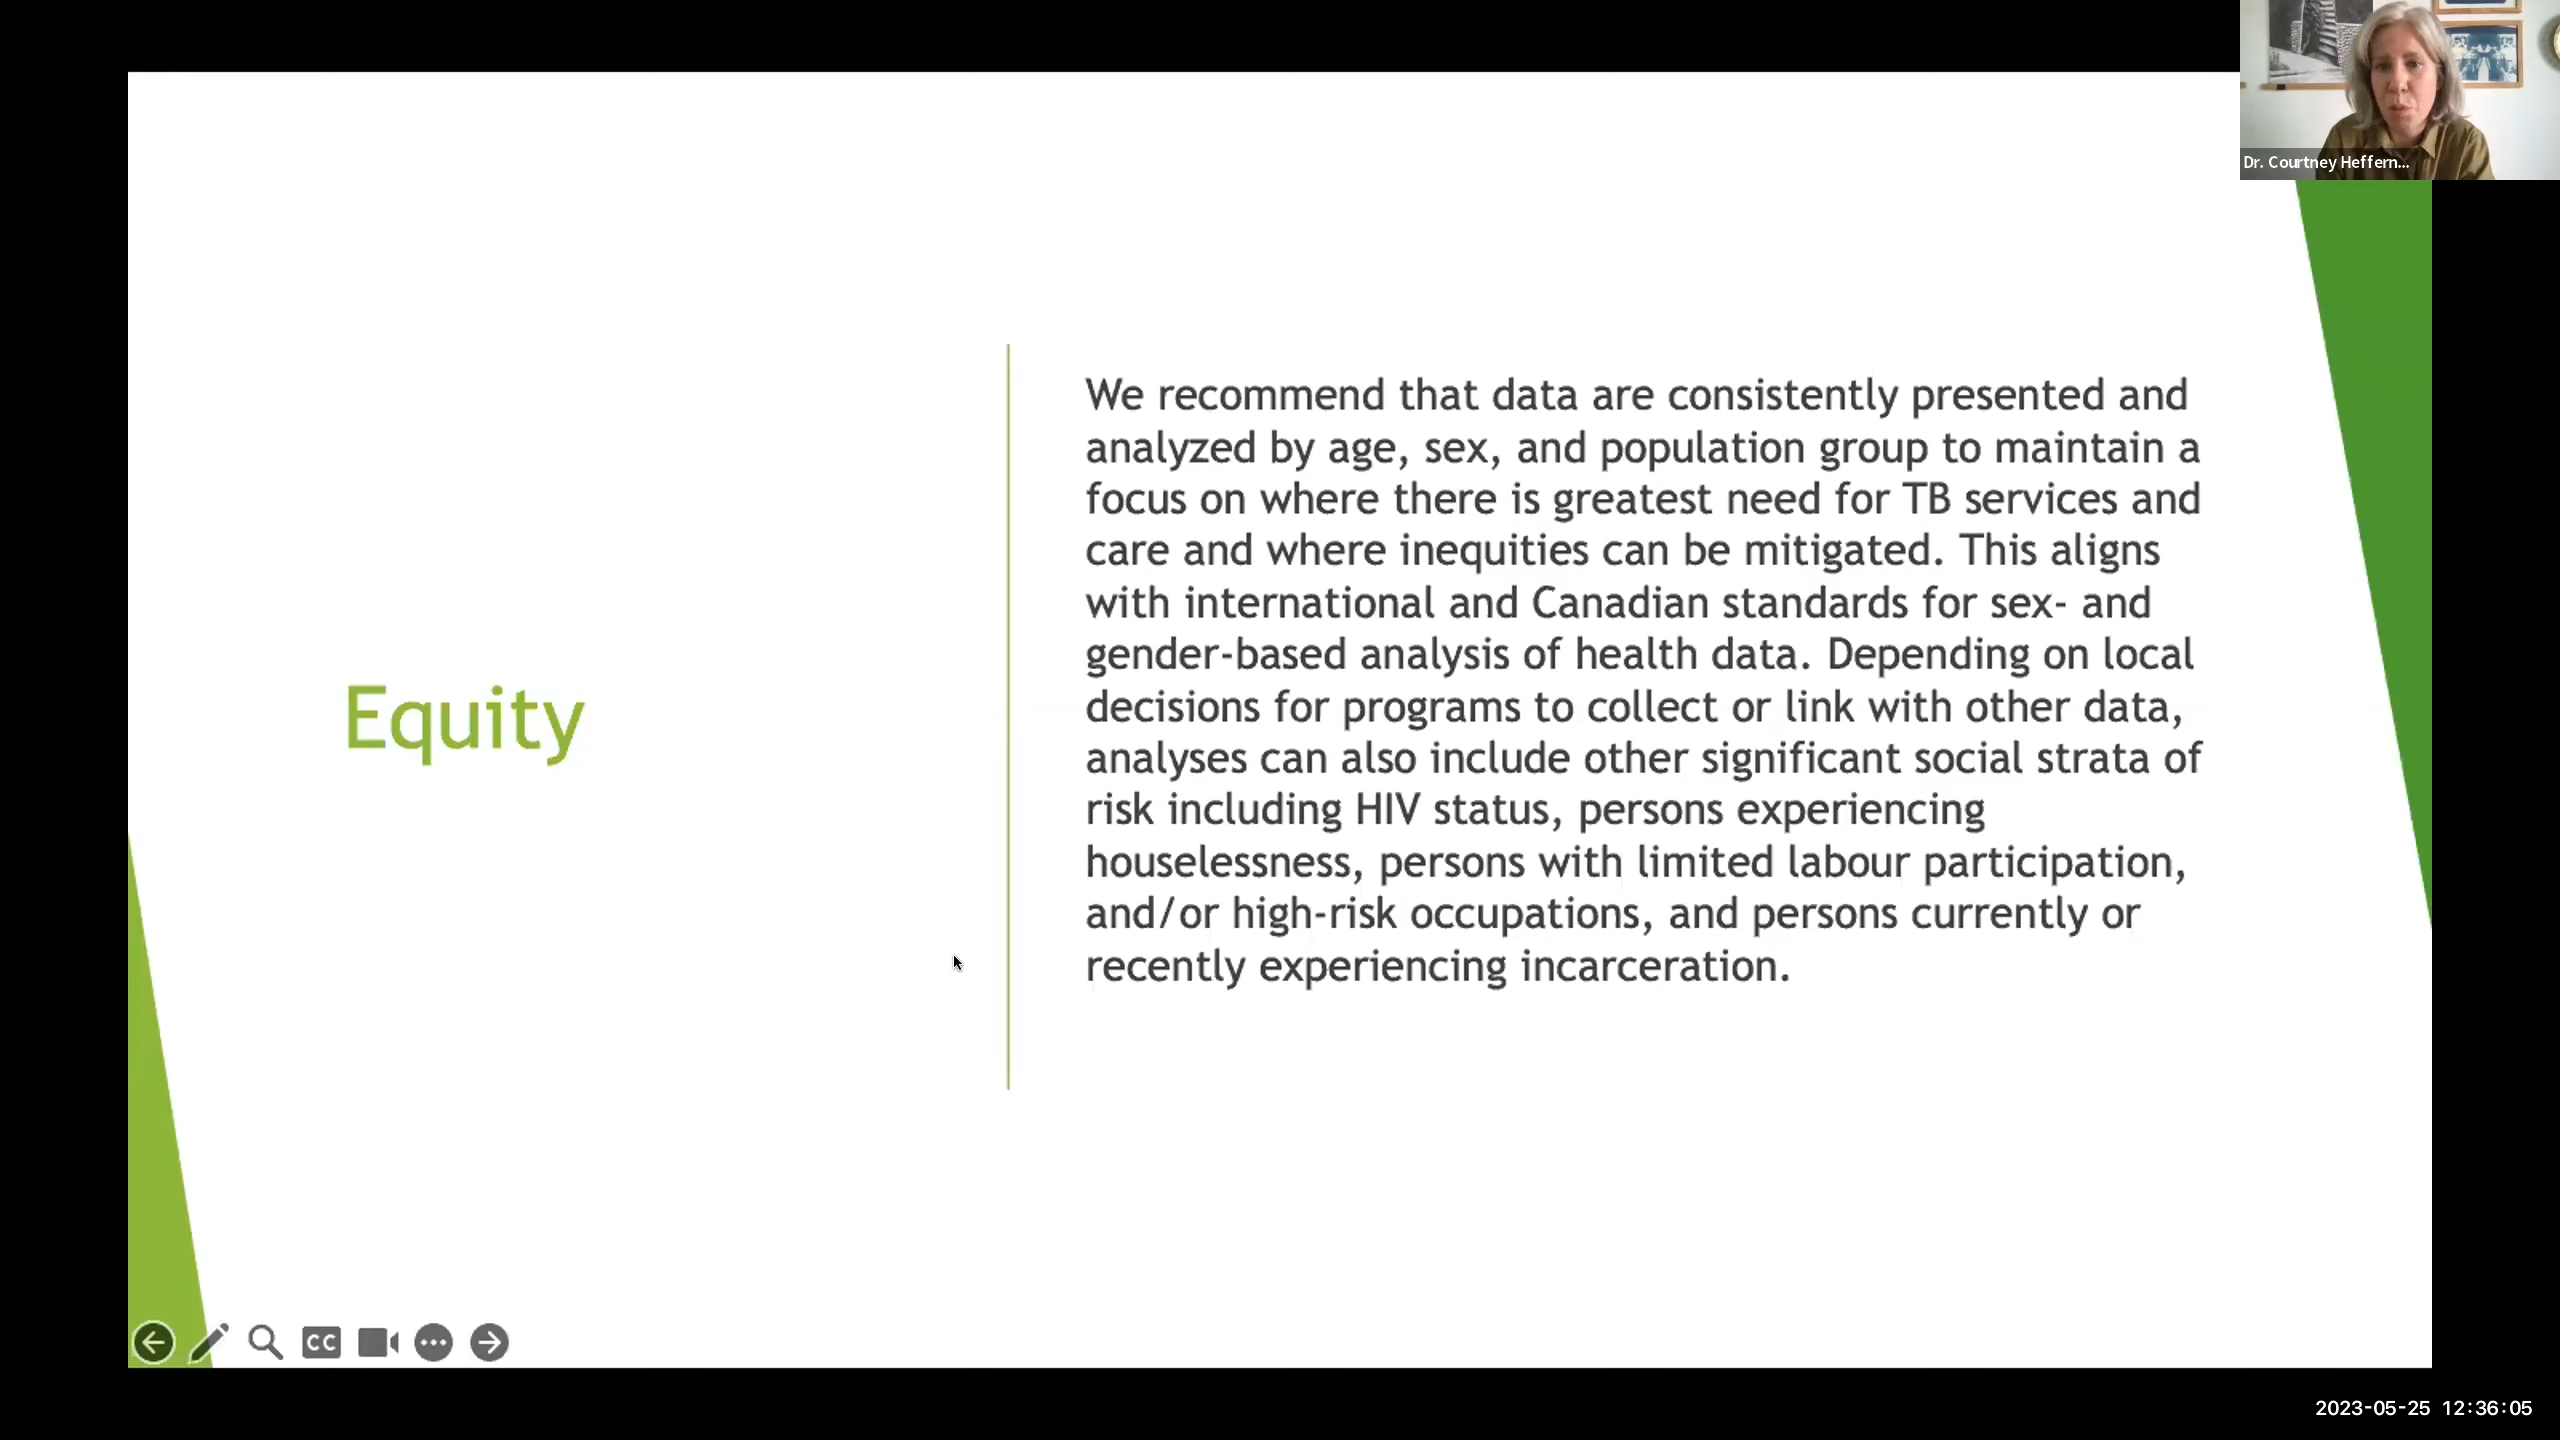 Dr. Courtney Heffern...
Equity
We recommend that data are consistently presented and
analyzed by age, sex, and population group to maintain a
focus on where there is greatest need for TB services and
care and where inequities can be mitigated. This aligns
with international and Canadian standards for sex- and
gender-based analysis of health data. Depending on local
decisions for programs to collect or link with other data,
analyses can also include other significant social strata of
risk including HIV status, persons experiencing
houselessness, persons with limited labour participation,
and/or high-risk occupations, and persons currently or
recently experiencing incarceration.
CC
2023-05-25 12:36:05